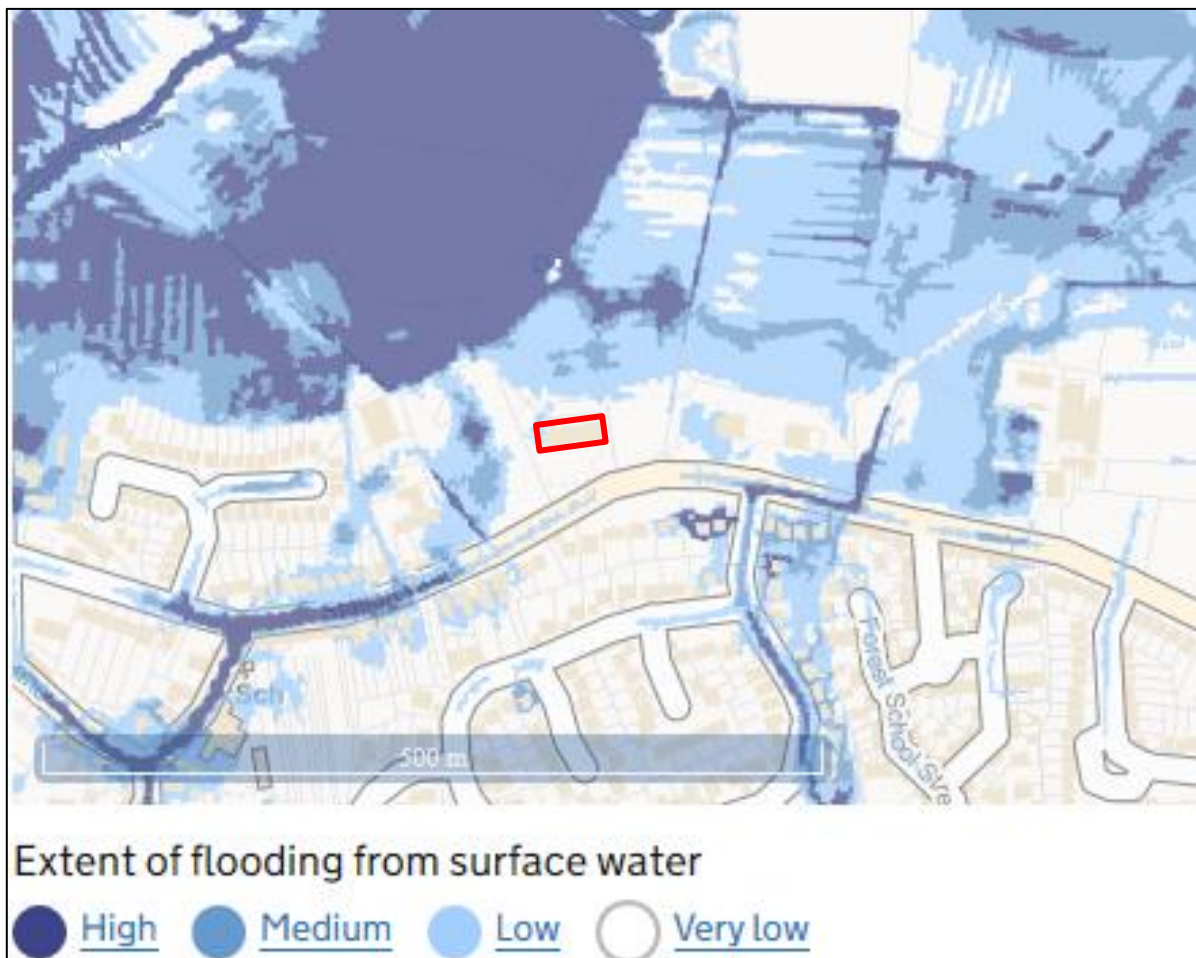 Forest School Stre
Sch
500 m
Extent of flooding from surface water
High Medium Low Very low